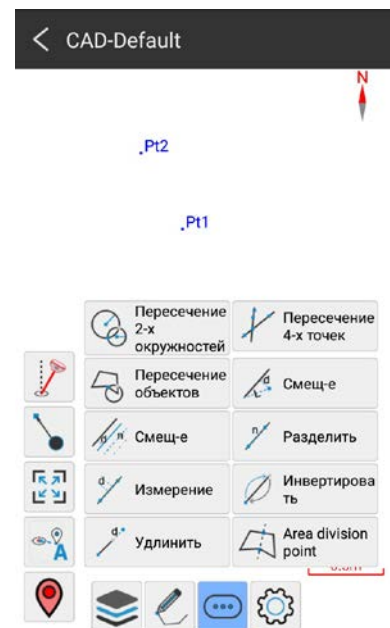 CAD-Default
N
Pt2
Pt1
Пересечение
2-х
окружностей
Пересечение
4-х точек
Пересечение
объектов
Смещ-е
Смещ-е
Разделить
Измерение
Инвертирова
ть
Удлинить
Area division
point